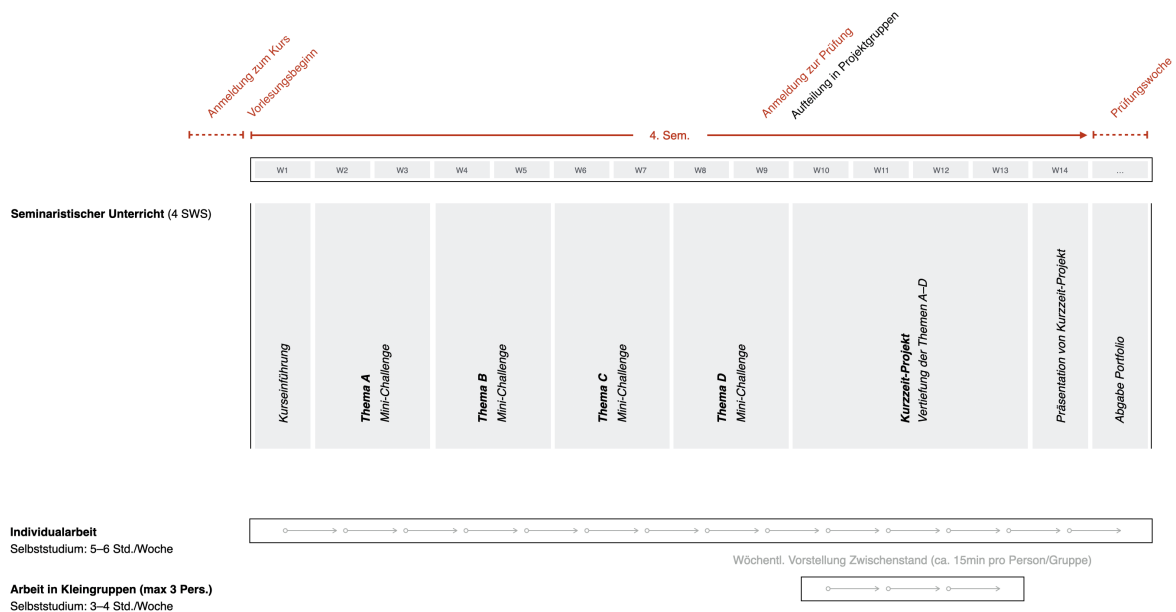 Anmeldung zum Kurs
Vorlesungsbeginn
Anmeldung zur Prüfung
Aufteilung in Projektgruppen
Prüfungswoche
4. Sem.
W1 W2 W3 W4 W5 W6 W7 W8 W9 W10 W11 W12 W13 W14 ...
Seminaristischer Unterricht (4 SWS)
Kurseinführung
Thema A
Mini-Challenge
Thema B
Mini-Challenge
Thema C
Mini-Challenge
Thema D
Mini-Challenge
Kurzzeit-Projekt
Vertiefung der Themen A–D
Präsentation von Kurzzeit-Projekt
Abgabe Portfolio
Individualarbeit
Selbststudium: 5–6 Std./Woche
Wöchentl. Vorstellung Zwischenstand (ca. 15min pro Person/Gruppe)
Arbeit in Kleingruppen (max 3 Pers.)
Selbststudium: 3–4 Std./Woche